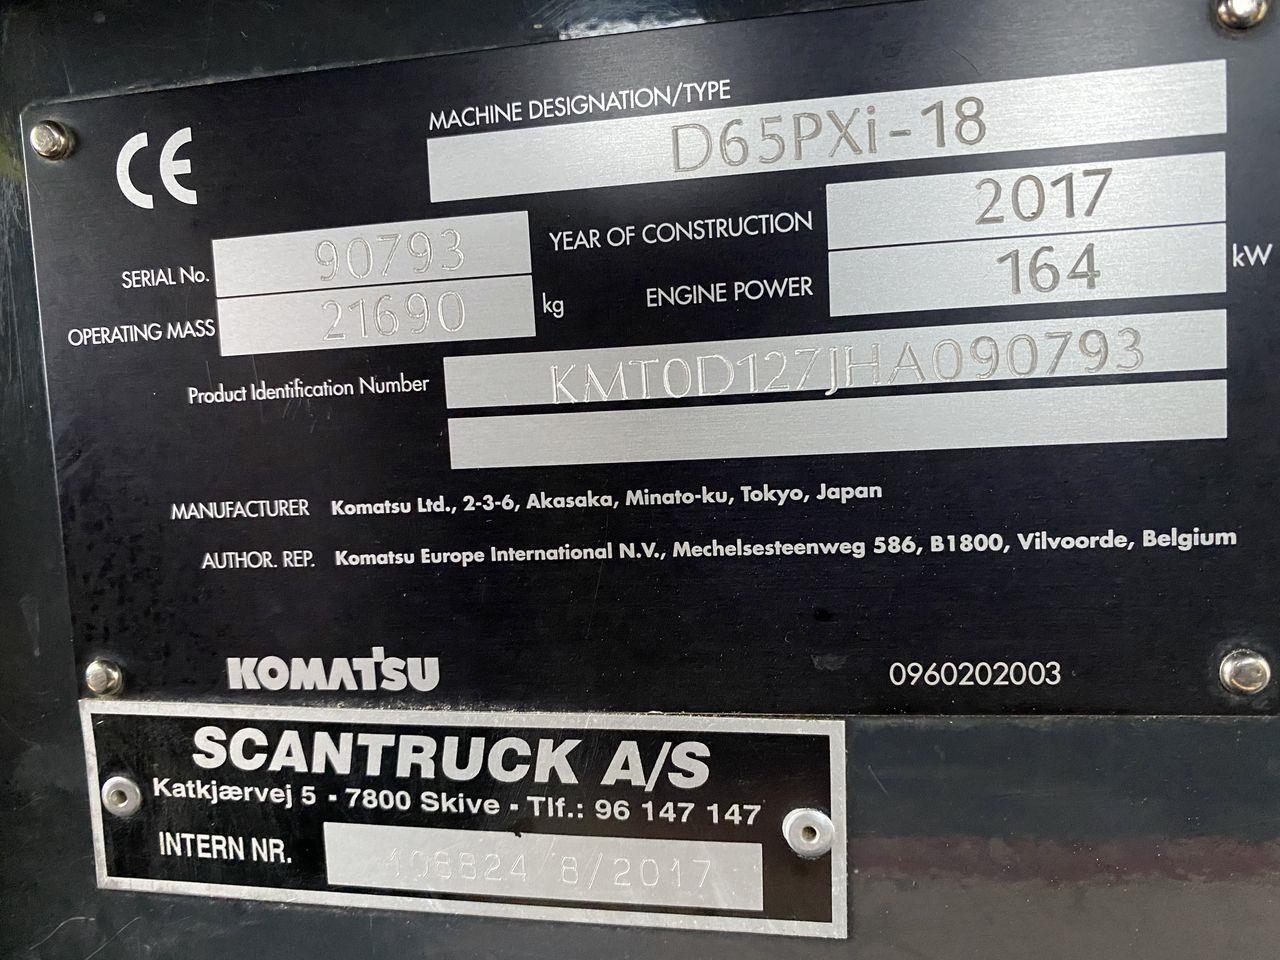 CE
MACHINE DESIGNATION/TYPE
D65PXi-18
SERIAL No. 90793
YEAR OF CONSTRUCTION 2017
OPERATING MASS 21690 kg
ENGINE POWER 164 kW
Product Identification Number KMT0D127JHA090793
MANUFACTURER Komatsu Ltd., 2-3-6, Akasaka, Minato-ku, Tokyo, Japan
AUTHOR. REP. Komatsu Europe International N.V., Mechelsesteenweg 586, B1800, Vilvoorde, Belgium
KOMATSU 0960202003
SCANTRUCK A/S
Katkjærvej 5 - 7800 Skive - Tlf.: 96 147 147
INTERN NR. 108824 8/2017